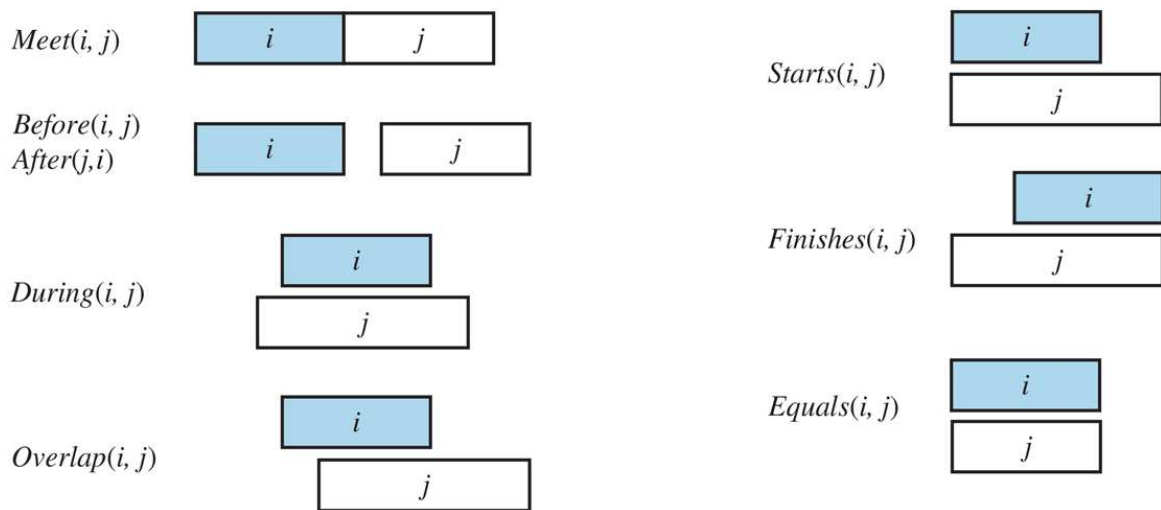 Meet(i, j)
i
j
Before(i, j)
After(j,i)
i
j
During(i, j)
i
j
Overlap(i, j)
i
j
Starts(i, j)
i
j
Finishes(i, j)
i
j
Equals(i, j)
i
j